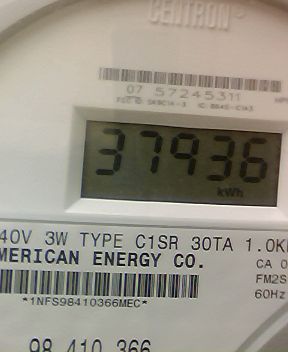 CENTRON®
07 57245311
37936
kWh
40V 3W TYPE C1SR 30TA 1.0K
MERICAN ENERGY CO.
CA 0
FM2S
60Hz
*1NFS98410366MEC*
98 410 366